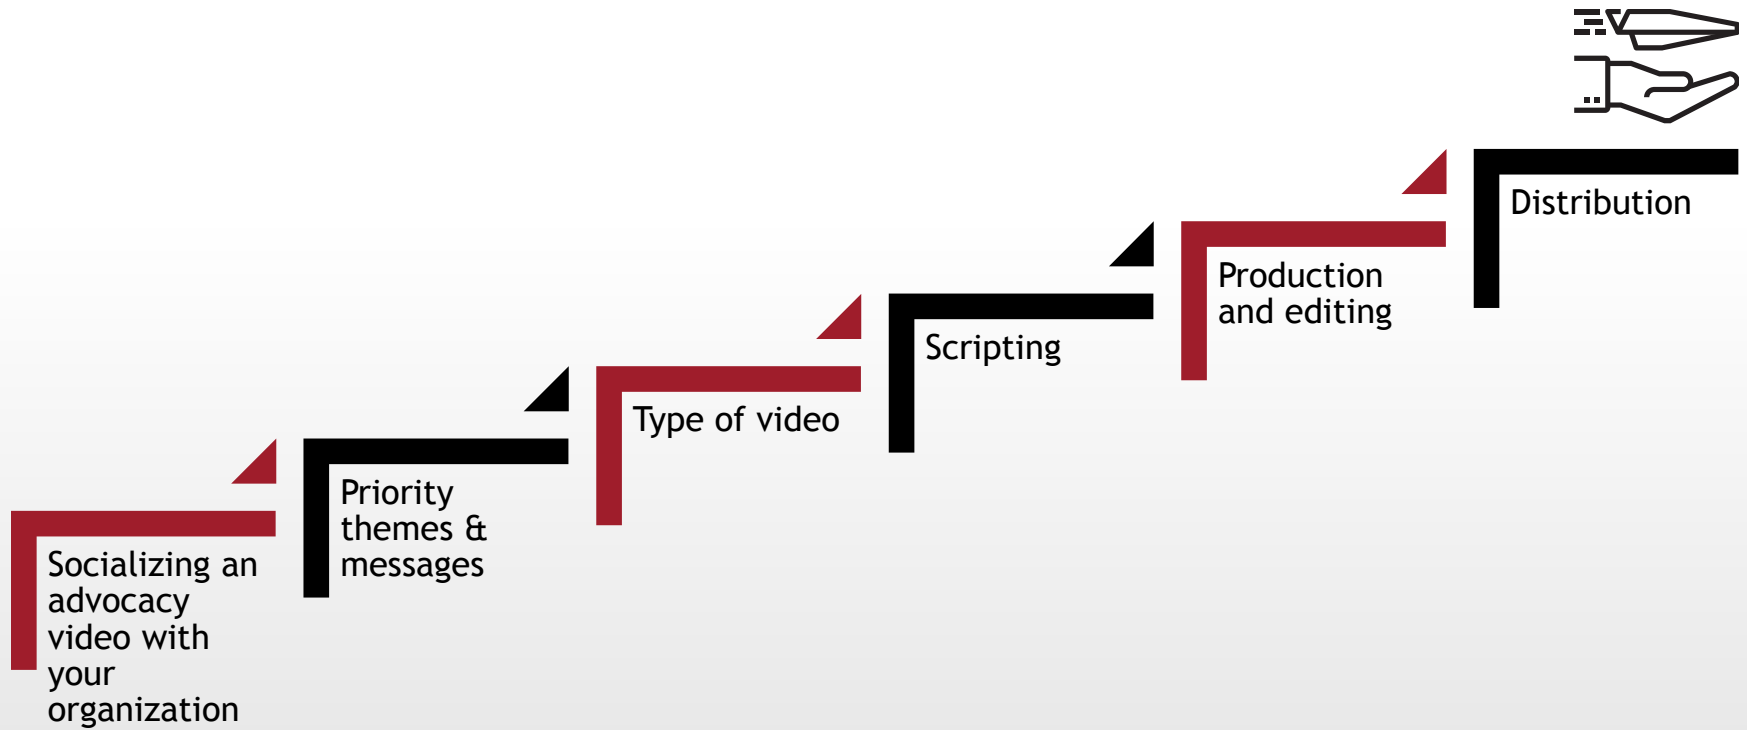 Socializing an
advocacy
video with
your
organization
Priority
themes &
messages
Type of video
Scripting
Production
and editing
Distribution